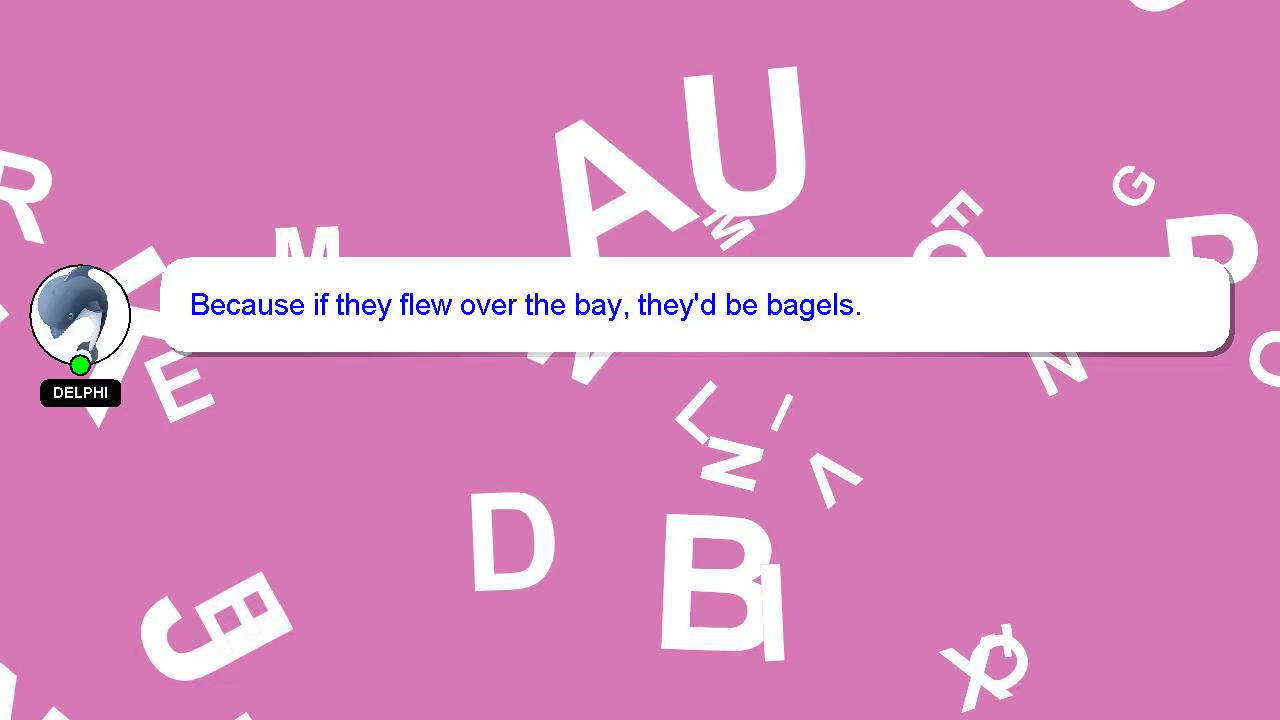 Because if they flew over the bay, they'd be bagels.
DELPHI
R
M
A
U
M
F
O
G
E
N
L
I
N
V
D
B
I
J
E
X
Q